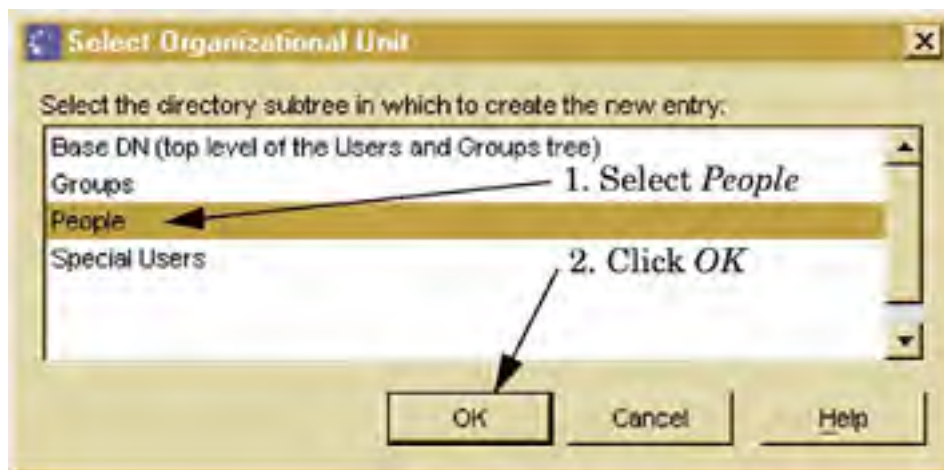 Select Organizational Unit
Select the directory subtree in which to create the new entry:
Base DN (top level of the Users and Groups tree)
Groups
1. Select People
People
Special Users
2. Click OK
OK Cancel Help